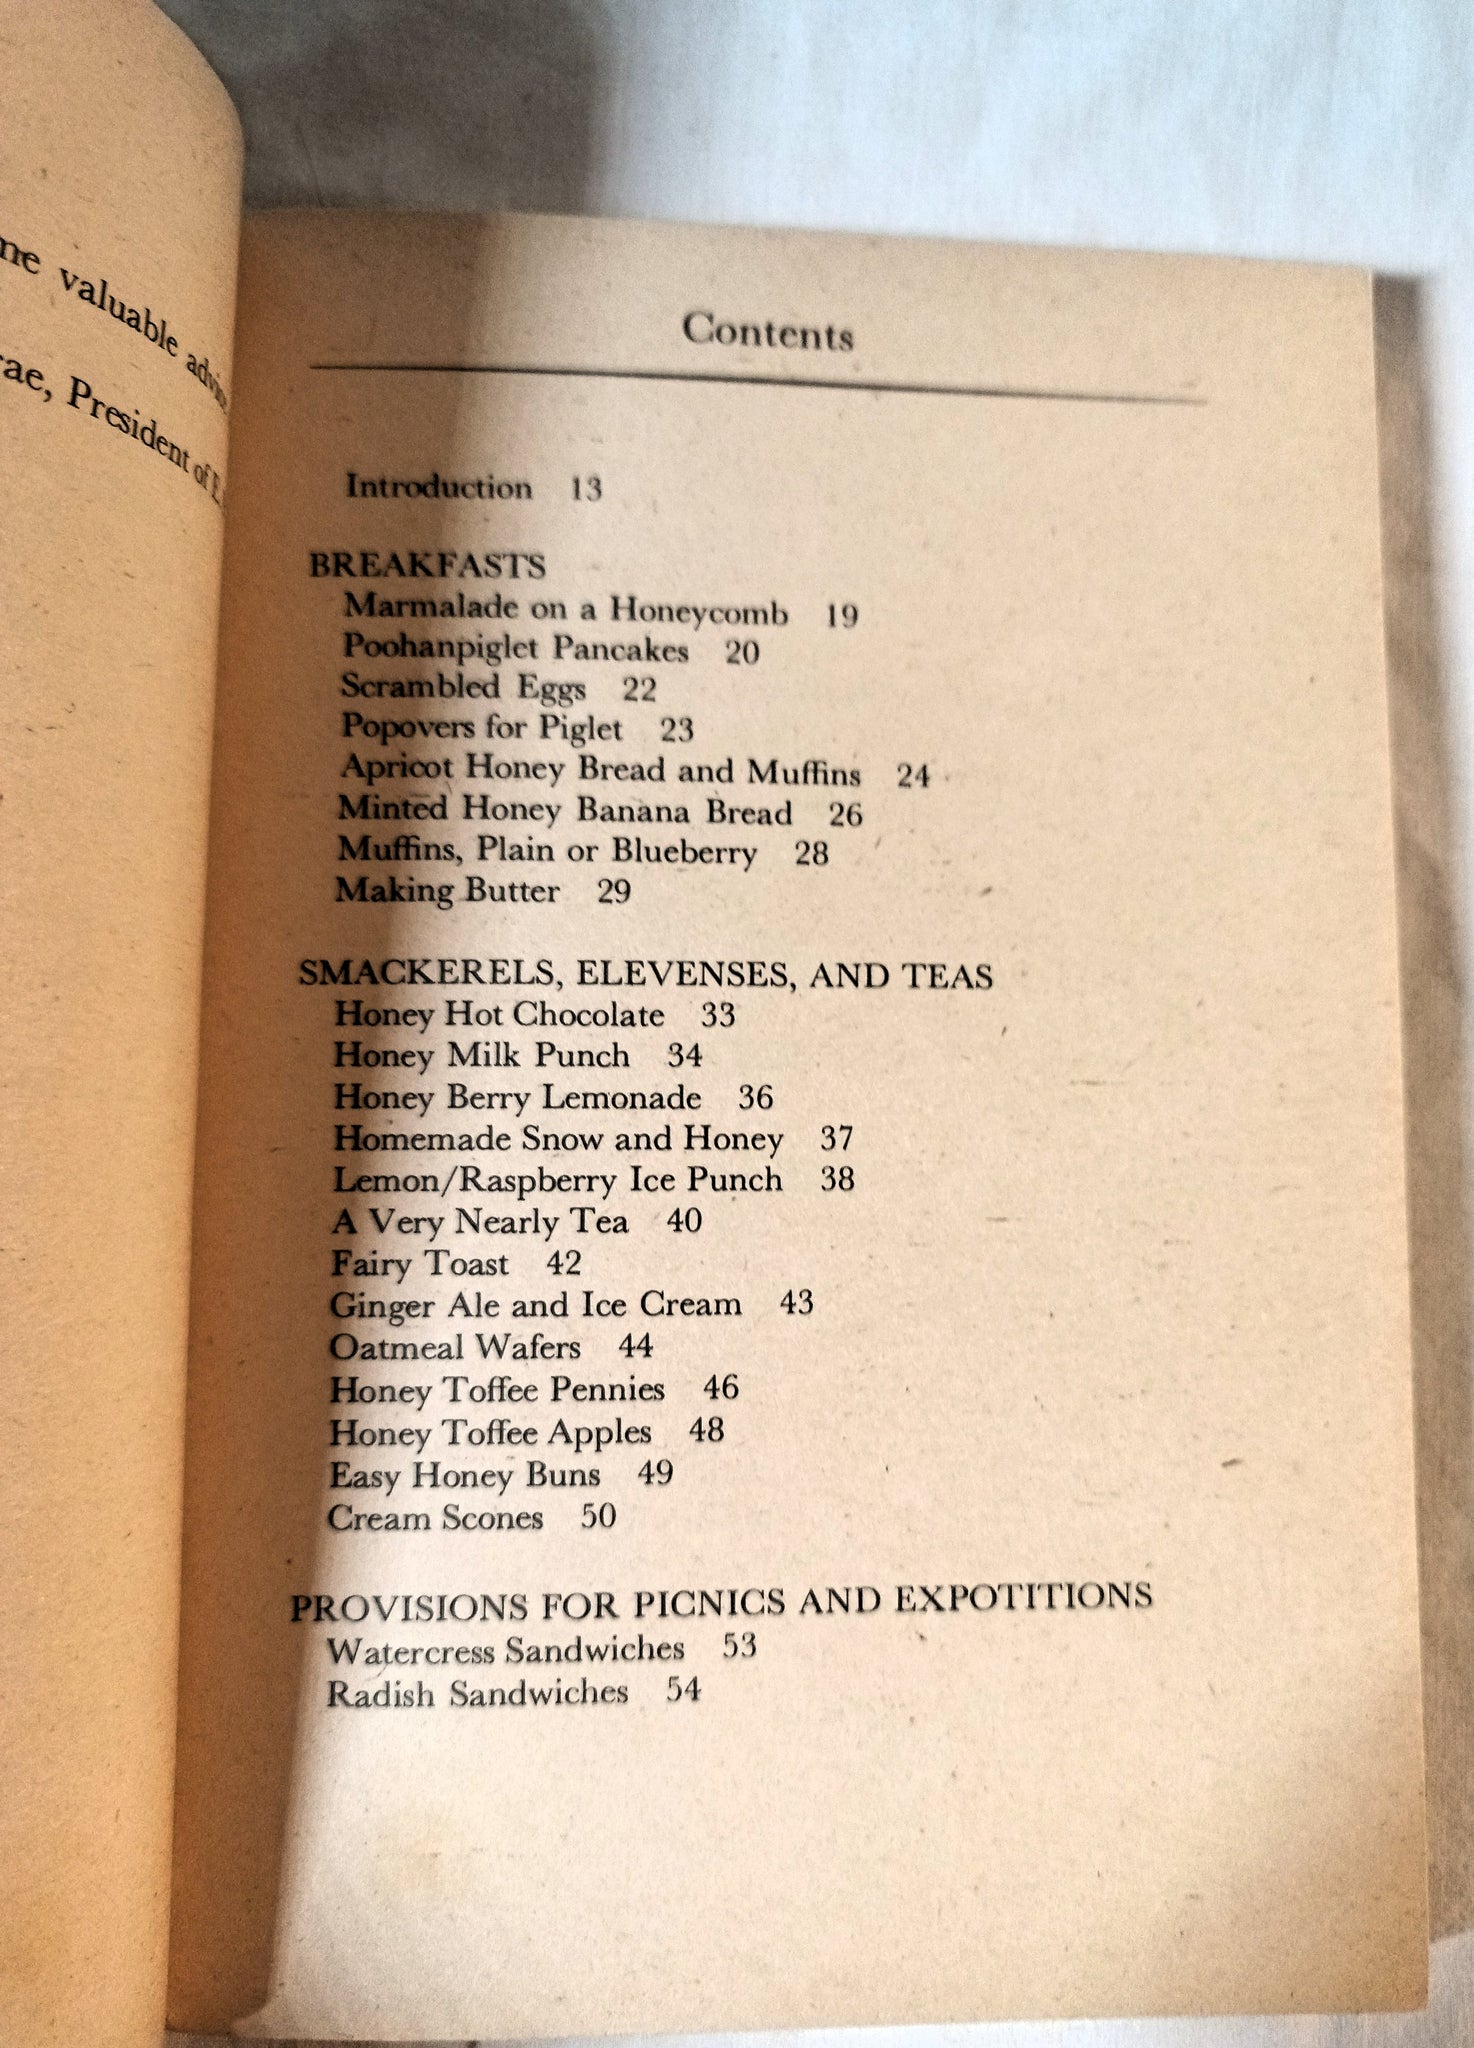 valuable
President of
Contents
Introduction 13
BREAKFASTS
Marmalade on a Honeycomb 19
Poohanpiglet Pancakes 20
Scrambled Eggs 22
Popovers for Piglet 23
Apricot Honey Bread and Muffins 24
Minted Honey Banana Bread 26
Muffins, Plain or Blueberry 28
Making Butter 29
SMACKERELS, ELEVENSES, AND TEAS
Honey Hot Chocolate 33
Honey Milk Punch 34
Honey Berry Lemonade 36
Homemade Snow and Honey 37
Lemon/Raspberry Ice Punch 38
A Very Nearly Tea 40
Fairy Toast 42
Ginger Ale and Ice Cream 43
Oatmeal Wafers 44
Honey Toffee Pennies 46
Honey Toffee Apples 48
Easy Honey Buns 49
Cream Scones 50
PROVISIONS FOR PICNICS AND EXPOTITIONS
Watercress Sandwiches 53
Radish Sandwiches 54